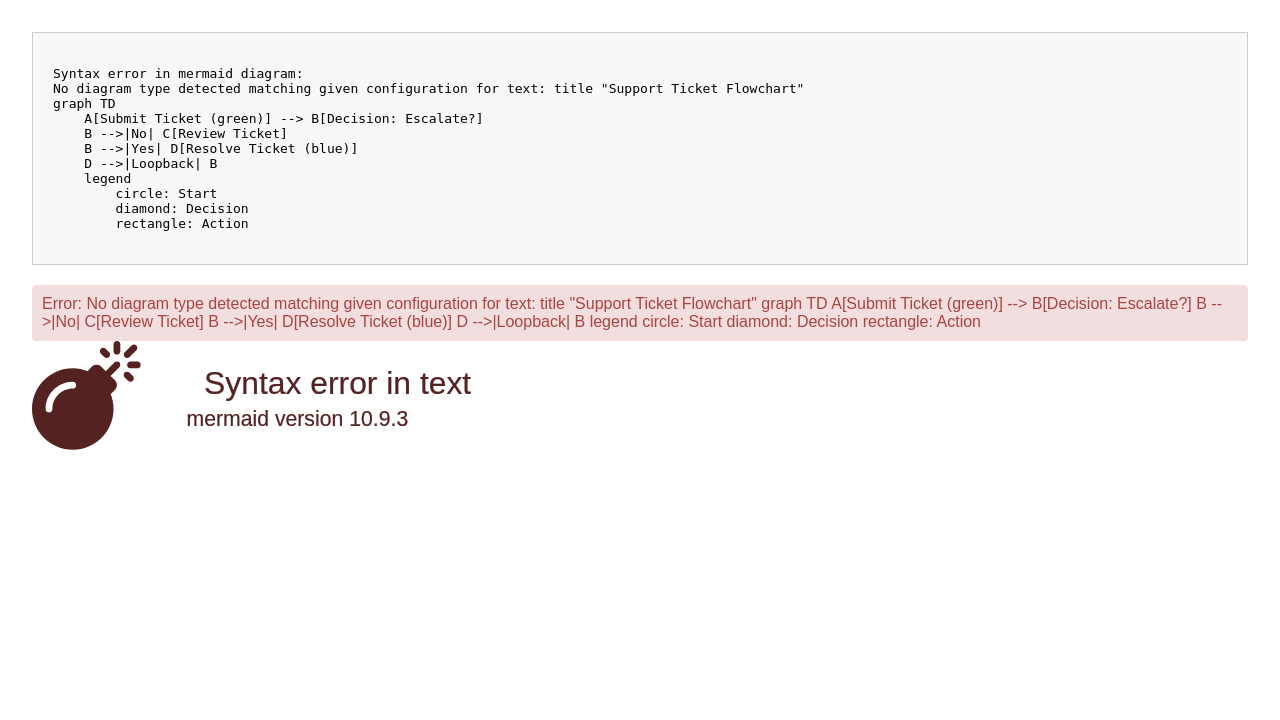 Syntax error in mermaid diagram:
No diagram type detected matching given configuration for text: title "Support Ticket Flowchart"
graph TD
    A[Submit Ticket (green)] --> B[Decision: Escalate?]
    B -->|No| C[Review Ticket]
    B -->|Yes| D[Resolve Ticket (blue)]
    D -->|Loopback| B
    legend
        circle: Start
        diamond: Decision
        rectangle: Action
Error: No diagram type detected matching given configuration for text: title "Support Ticket Flowchart" graph TD A[Submit Ticket (green)] --> B[Decision: Escalate?] B --
>|No| C[Review Ticket] B -->|Yes| D[Resolve Ticket (blue)] D -->|Loopback| B legend circle: Start diamond: Decision rectangle: Action
Syntax error in text
mermaid version 10.9.3